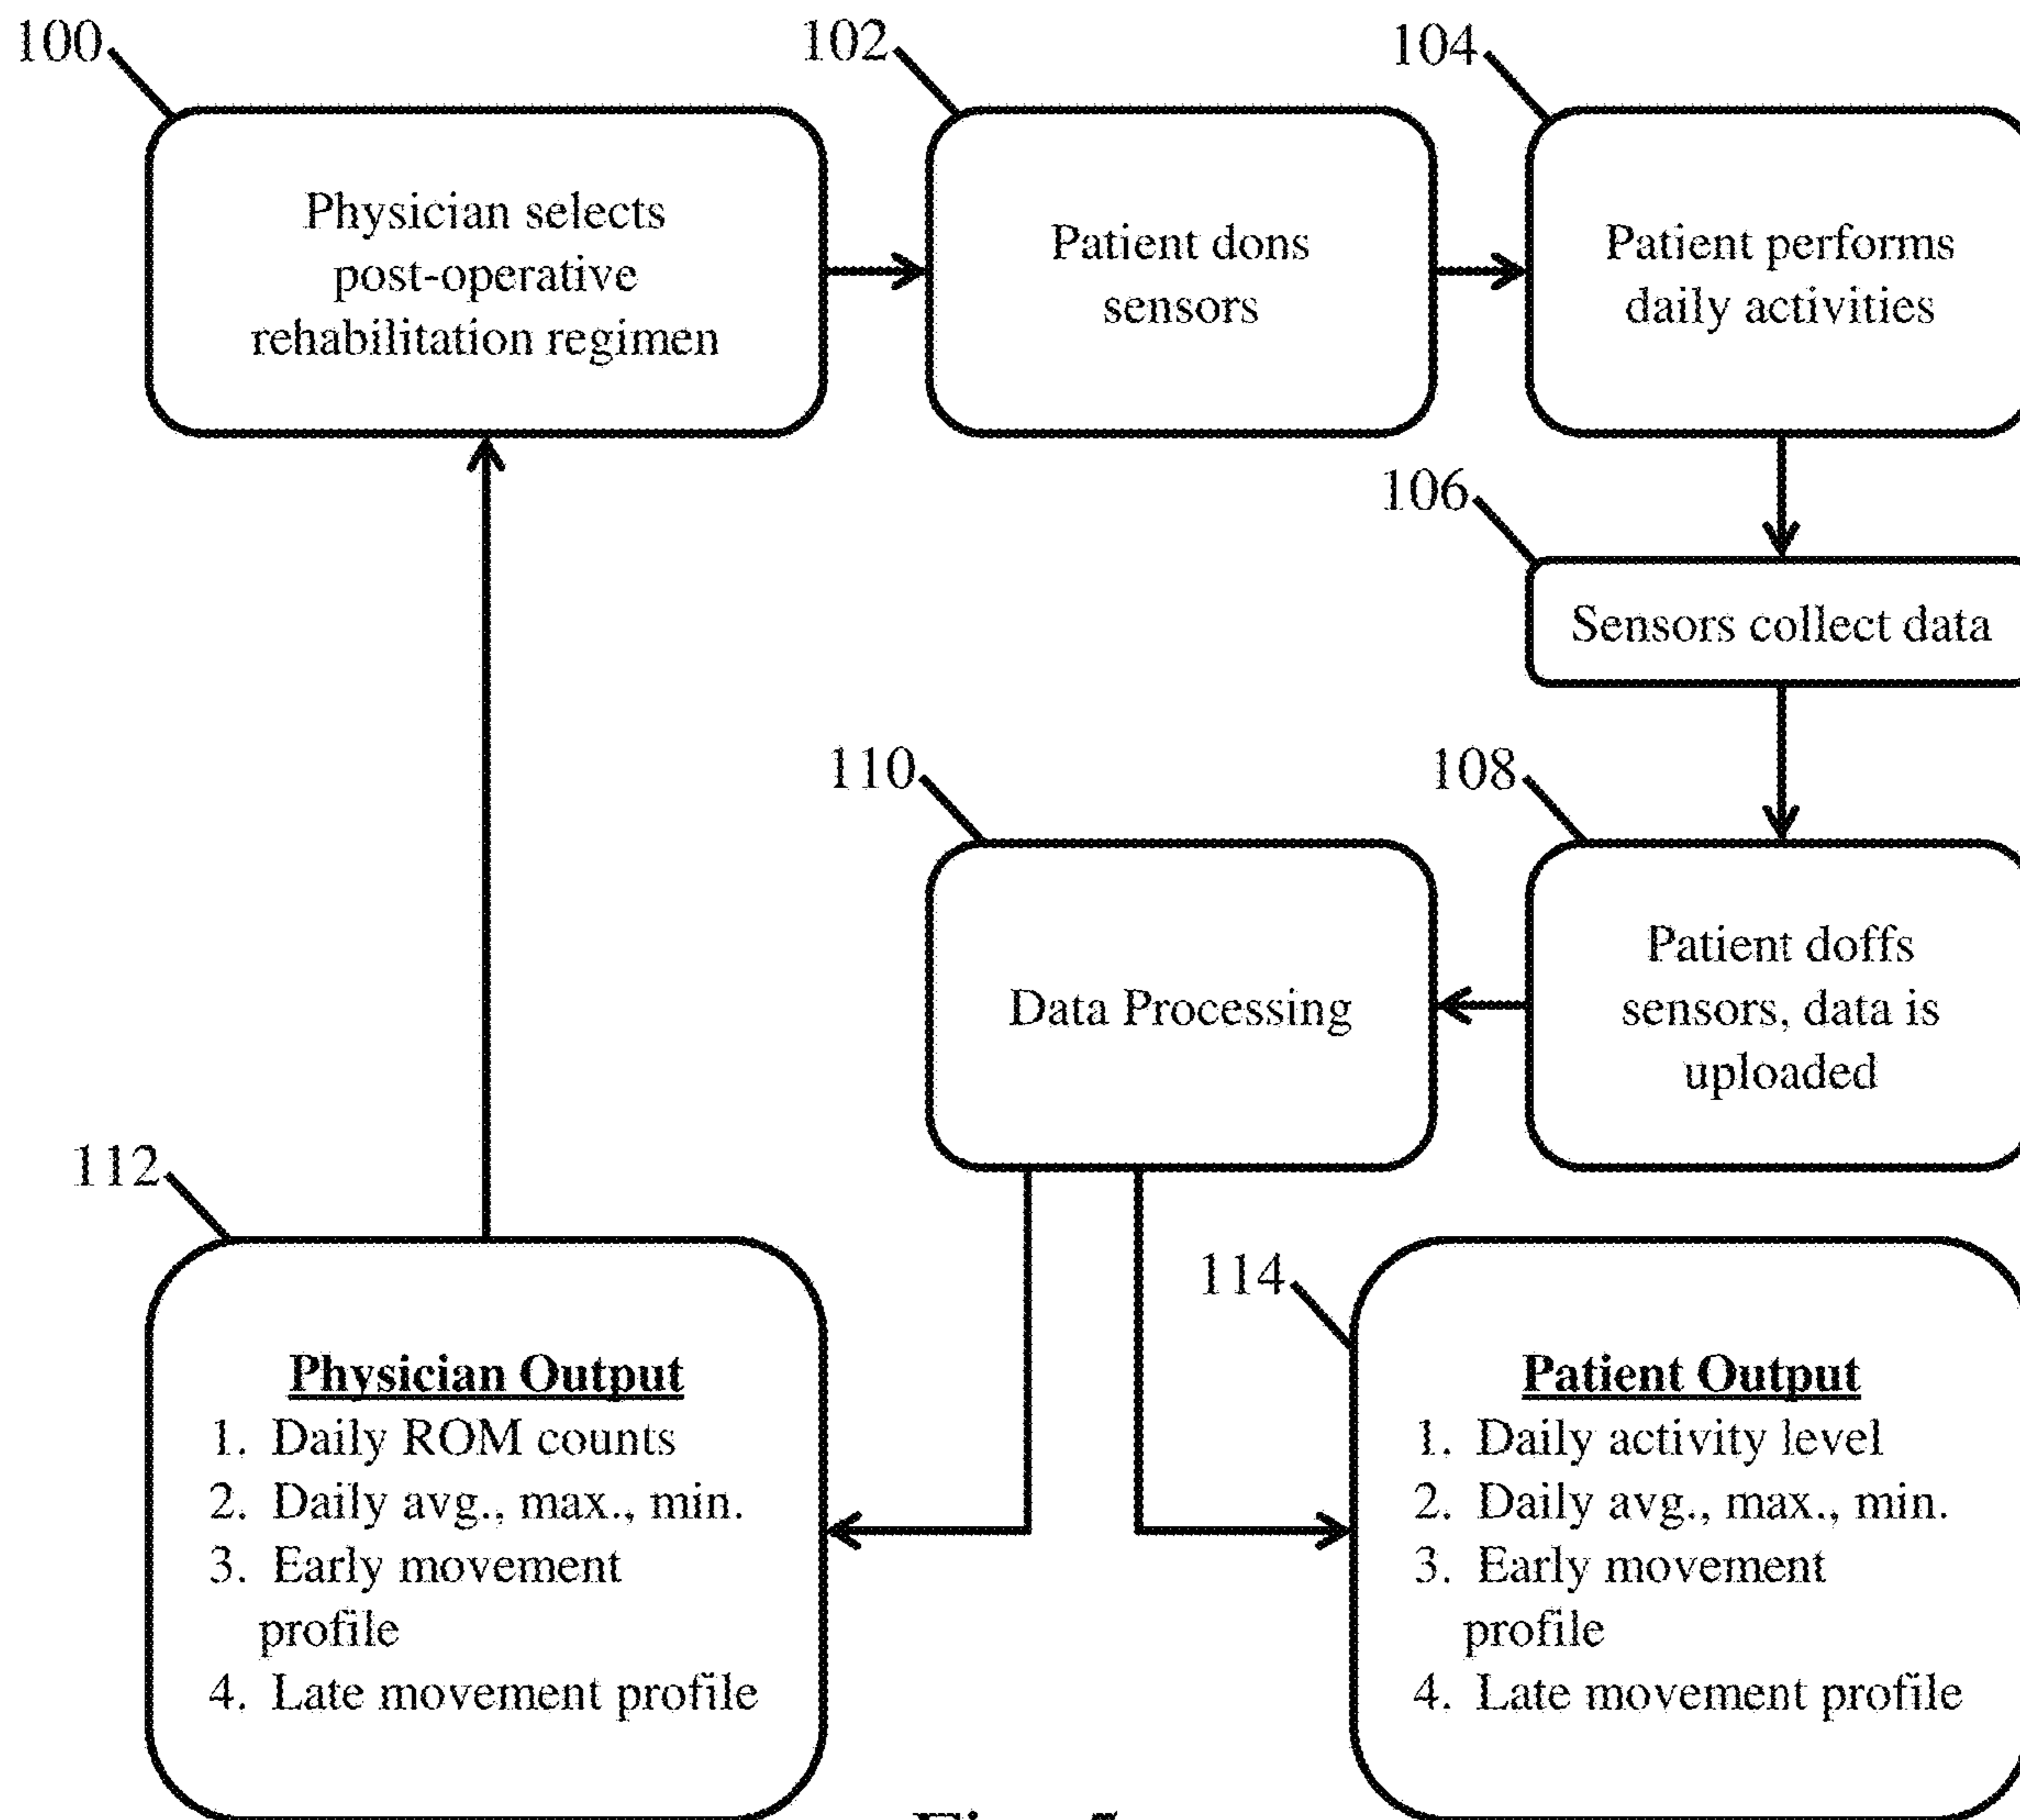 100
102
104
Physician selects
post-operative
rehabilitation regimen
Patient dons
sensors
Patient performs
daily activities
106
Sensors collect data
110
108
Data Processing
Patient doffs
sensors, data is
uploaded
112
114
Physician Output
1. Daily ROM counts
2. Daily avg., max., min.
3. Early movement
profile
4. Late movement profile
Patient Output
1. Daily activity level
2. Daily avg., max., min.
3. Early movement
profile
4. Late movement profile